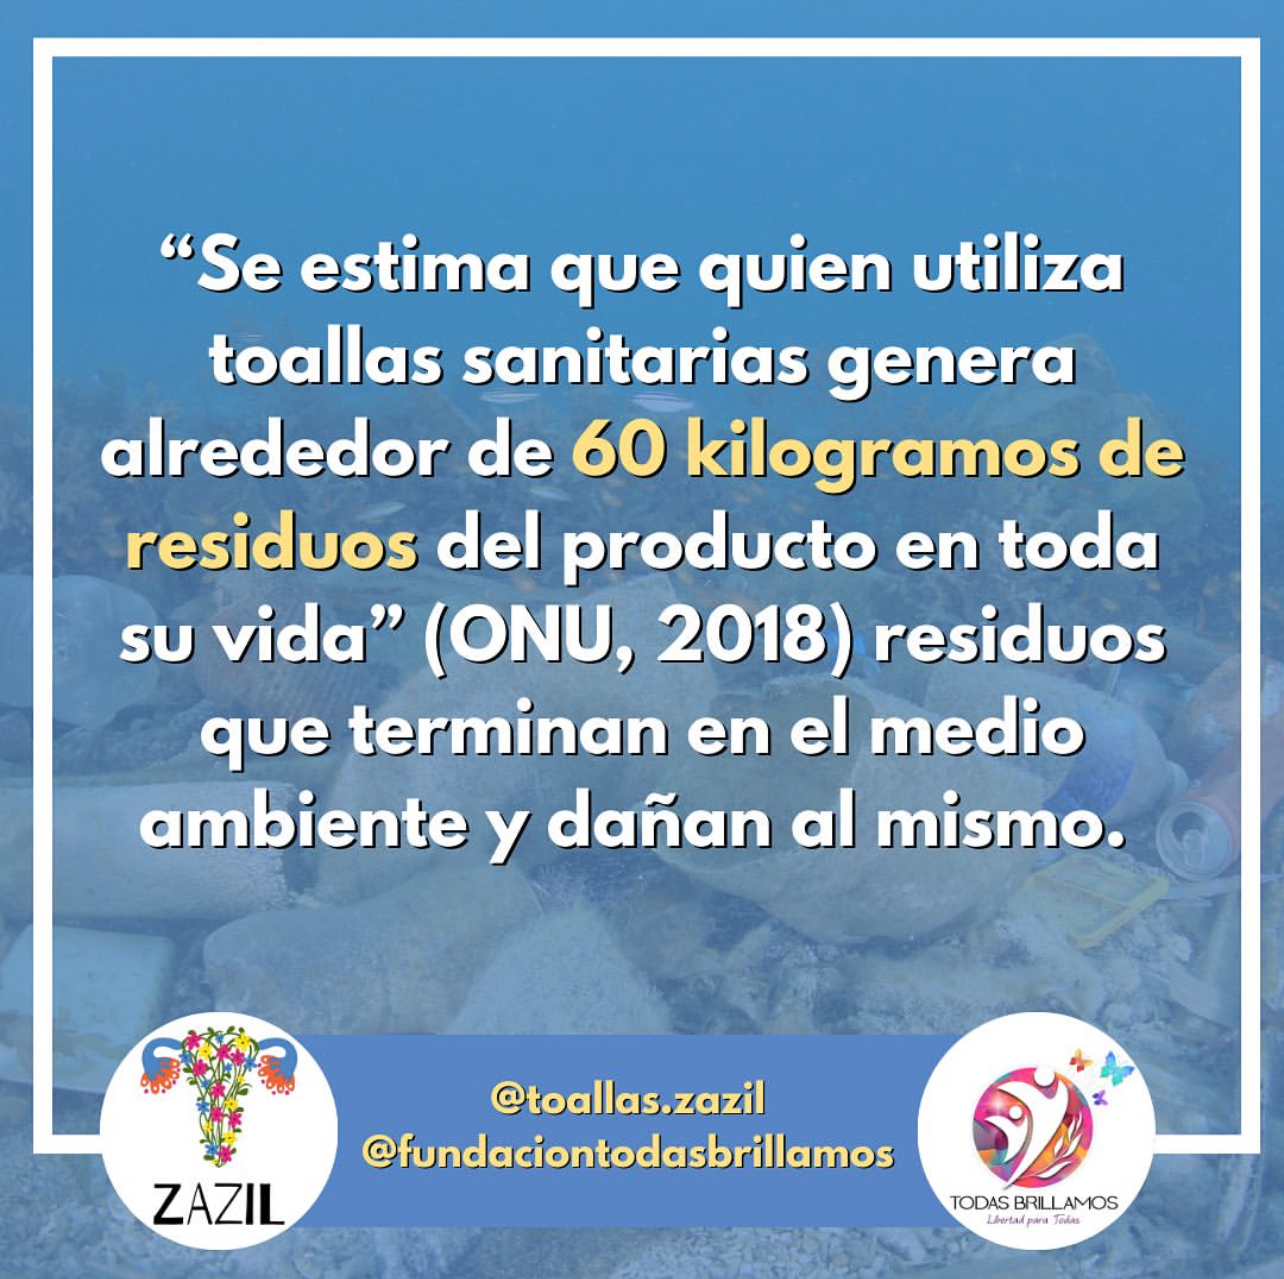 “Se estima que quien utiliza
toallas sanitarias genera
alrededor de 60 kilogramos de
residuos del producto en toda
su vida” (ONU, 2018) residuos
que terminan en el medio
ambiente y dañan al mismo.
@toallas.zazil
@fundaciontodasbrillamos
ZAZIL
TODAS BRILLAMOS
Libertad para Todas